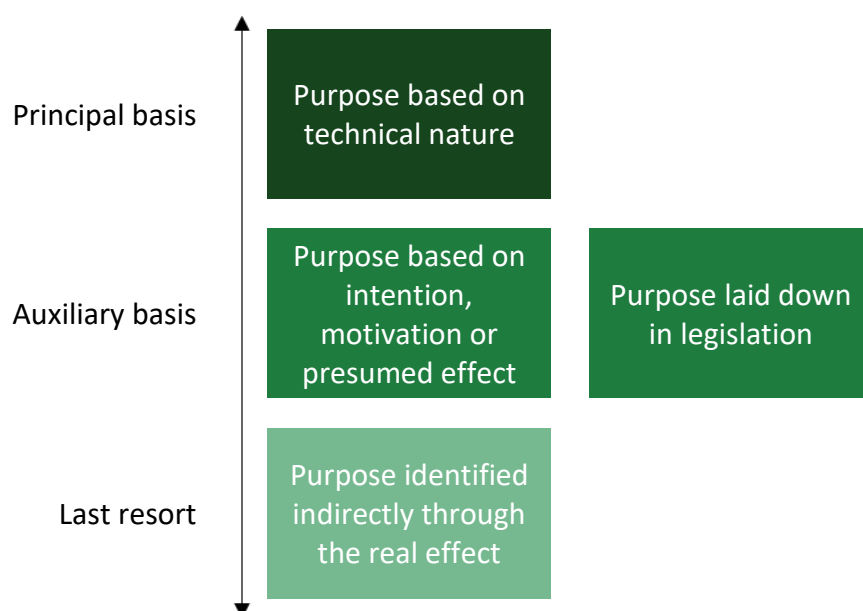 Principal basis
Purpose based on
technical nature
Auxiliary basis
Purpose based on
intention,
motivation or
presumed effect
Purpose laid down
in legislation
Last resort
Purpose identified
indirectly through
the real effect